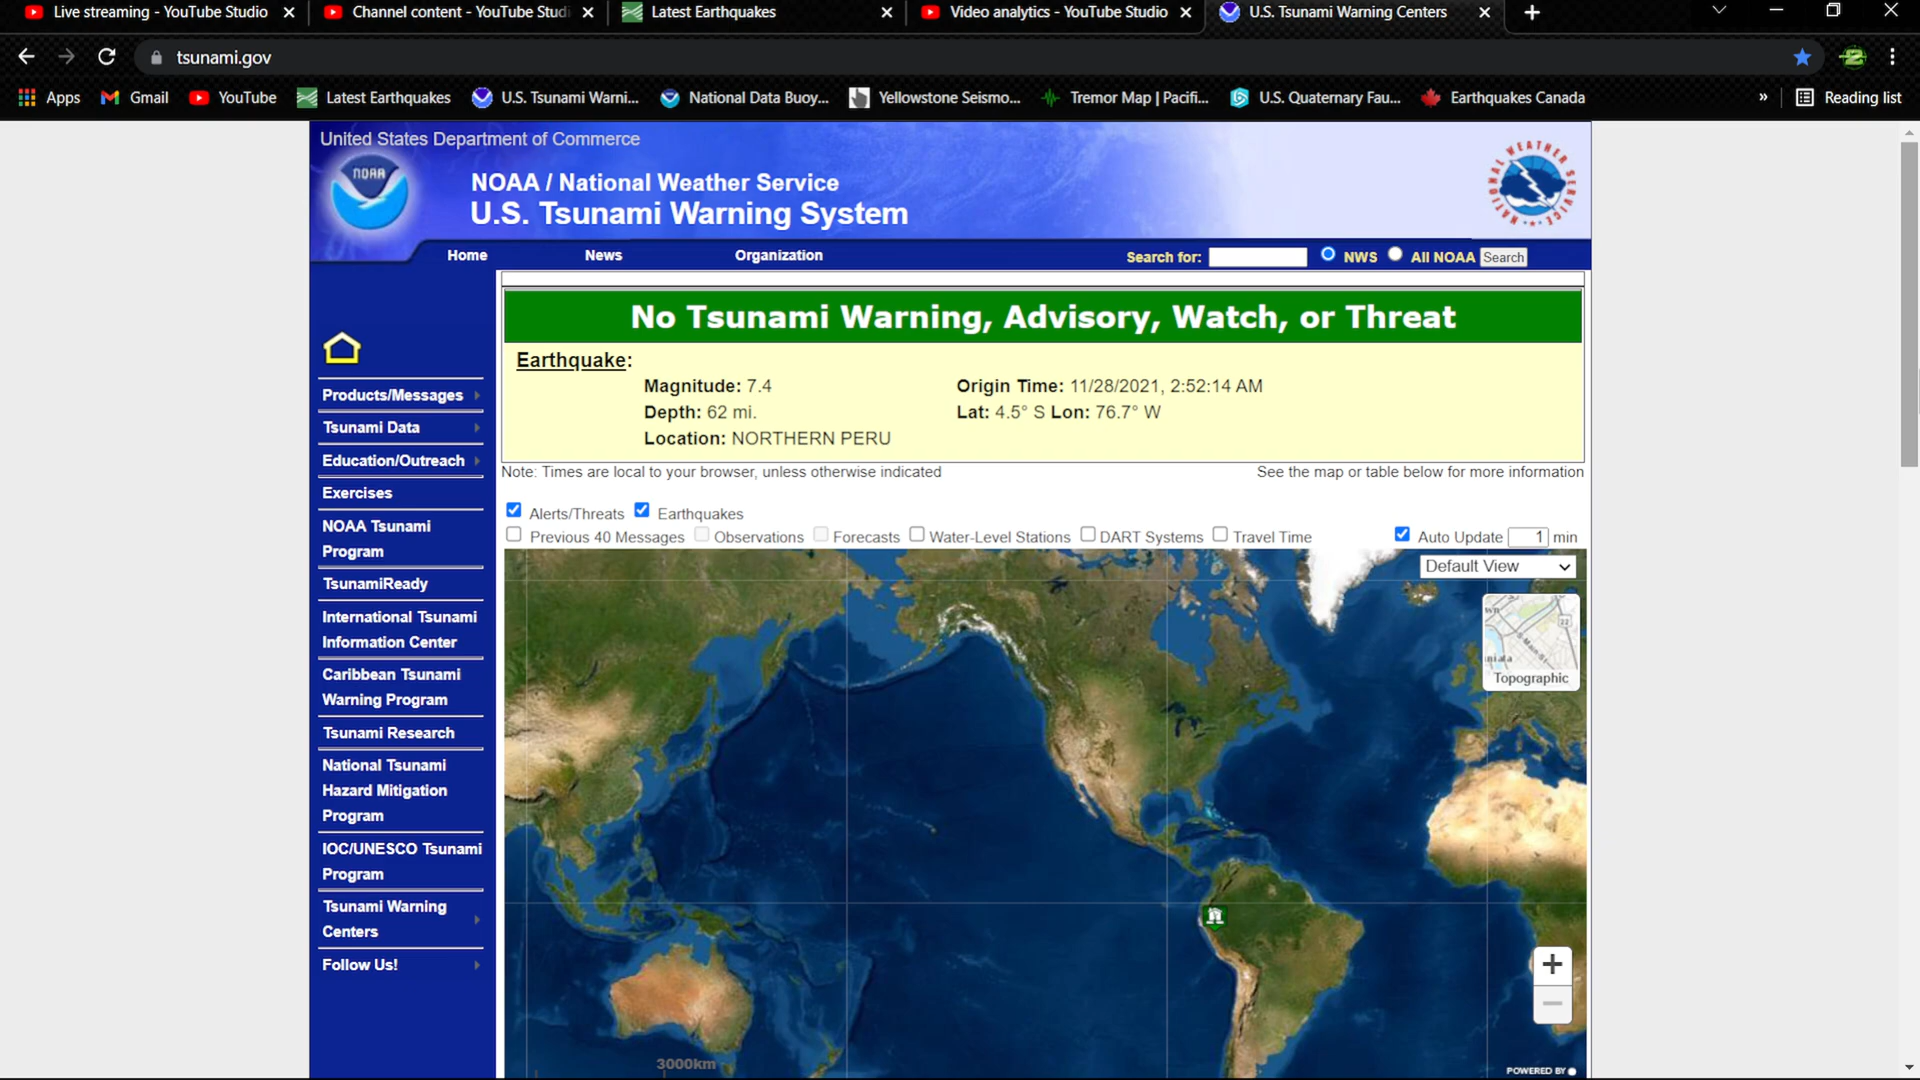 Live streaming - YouTube Studio
Channel content - YouTube Studi
Latest Earthquakes
Video analytics - YouTube Studio
U.S. Tsunami Warning Centers
tsunami.gov
Apps
Gmail
YouTube
Latest Earthquakes
U.S. Tsunami Warni...
National Data Buoy...
Yellowstone Seismo...
Tremor Map | Pacifi...
U.S. Quaternary Fau...
Earthquakes Canada
»
Reading list
United States Department of Commerce
NOAA
NOAA / National Weather Service
U.S. Tsunami Warning System
NATIONAL WEATHER SERVICE
Home
News
Organization
Search for:
NWS
All NOAA
Search
No Tsunami Warning, Advisory, Watch, or Threat
Earthquake:
Magnitude: 7.4
Origin Time: 11/28/2021, 2:52:14 AM
Depth: 62 mi.
Lat: 4.5° S Lon: 76.7° W
Location: NORTHERN PERU
Note: Times are local to your browser, unless otherwise indicated
See the map or table below for more information
Alerts/Threats
Earthquakes
Previous 40 Messages
Observations
Forecasts
Water-Level Stations
DART Systems
Travel Time
Auto Update 1 min
Default View
Topographic
+
−
3000km
POWERED BY
Products/Messages
Tsunami Data
Education/Outreach
Exercises
NOAA Tsunami
Program
TsunamiReady
International Tsunami
Information Center
Caribbean Tsunami
Warning Program
Tsunami Research
National Tsunami
Hazard Mitigation
Program
IOC/UNESCO Tsunami
Program
Tsunami Warning
Centers
Follow Us!